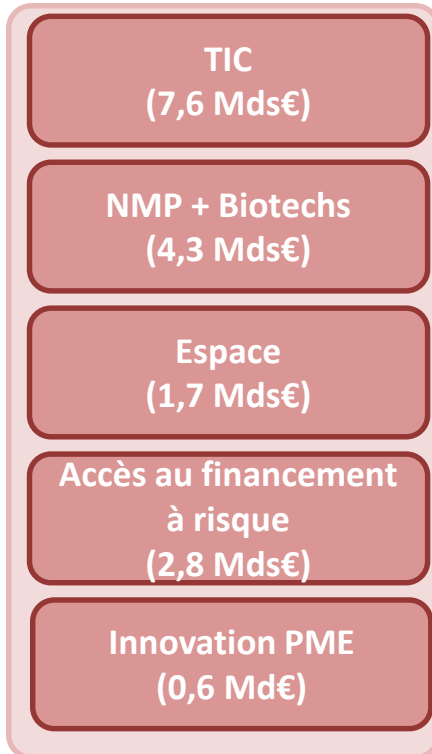 TIC
(7,6 Mds€)
NMP + Biotechs
(4,3 Mds€)
Espace
(1,7 Mds€)
Accès au financement
à risque
(2,8 Mds€)
Innovation PME
(0,6 Md€)